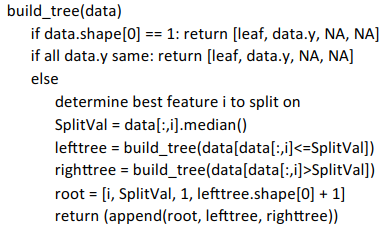 build_tree(data)
if data.shape[0] == 1: return [leaf, data.y, NA, NA]
if all data.y same: return [leaf, data.y, NA, NA]
else
determine best feature i to split on
SplitVal = data[:,i].median()
lefttree = build_tree(data[data[:,i]<=SplitVal])
righttree = build_tree(data[data[:,i]>SplitVal])
root = [i, SplitVal, 1, lefttree.shape[0] + 1]
return (append(root, lefttree, righttree))